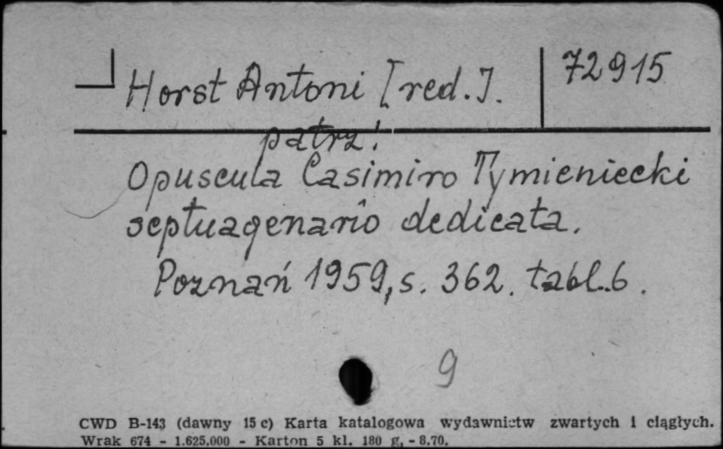 Horst Antoni [red.]. 72915
patrz:
Opuscula Casimiro Tymieniecki
septuagenario dedicata.
Poznań 1959, s. 362. tabl. 6.
9
CWD B-143 (dawny 15 c) Karta katalogowa wydawnictw zwartych i ciągłych.
Wrak 674 - 1.625.000 - Karton 5 kl. 180 g. - 8.70.